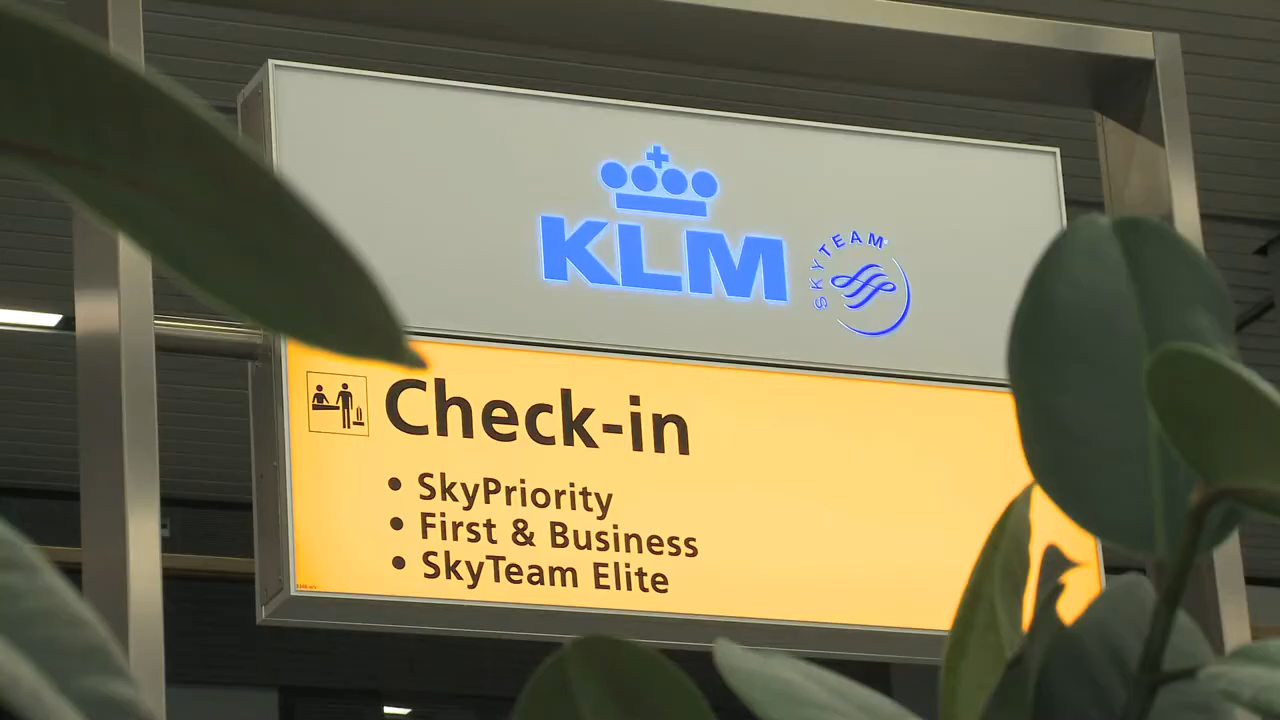 KLM
SKYTEAM
Check-in
• SkyPriority
• First & Business
• SkyTeam Elite